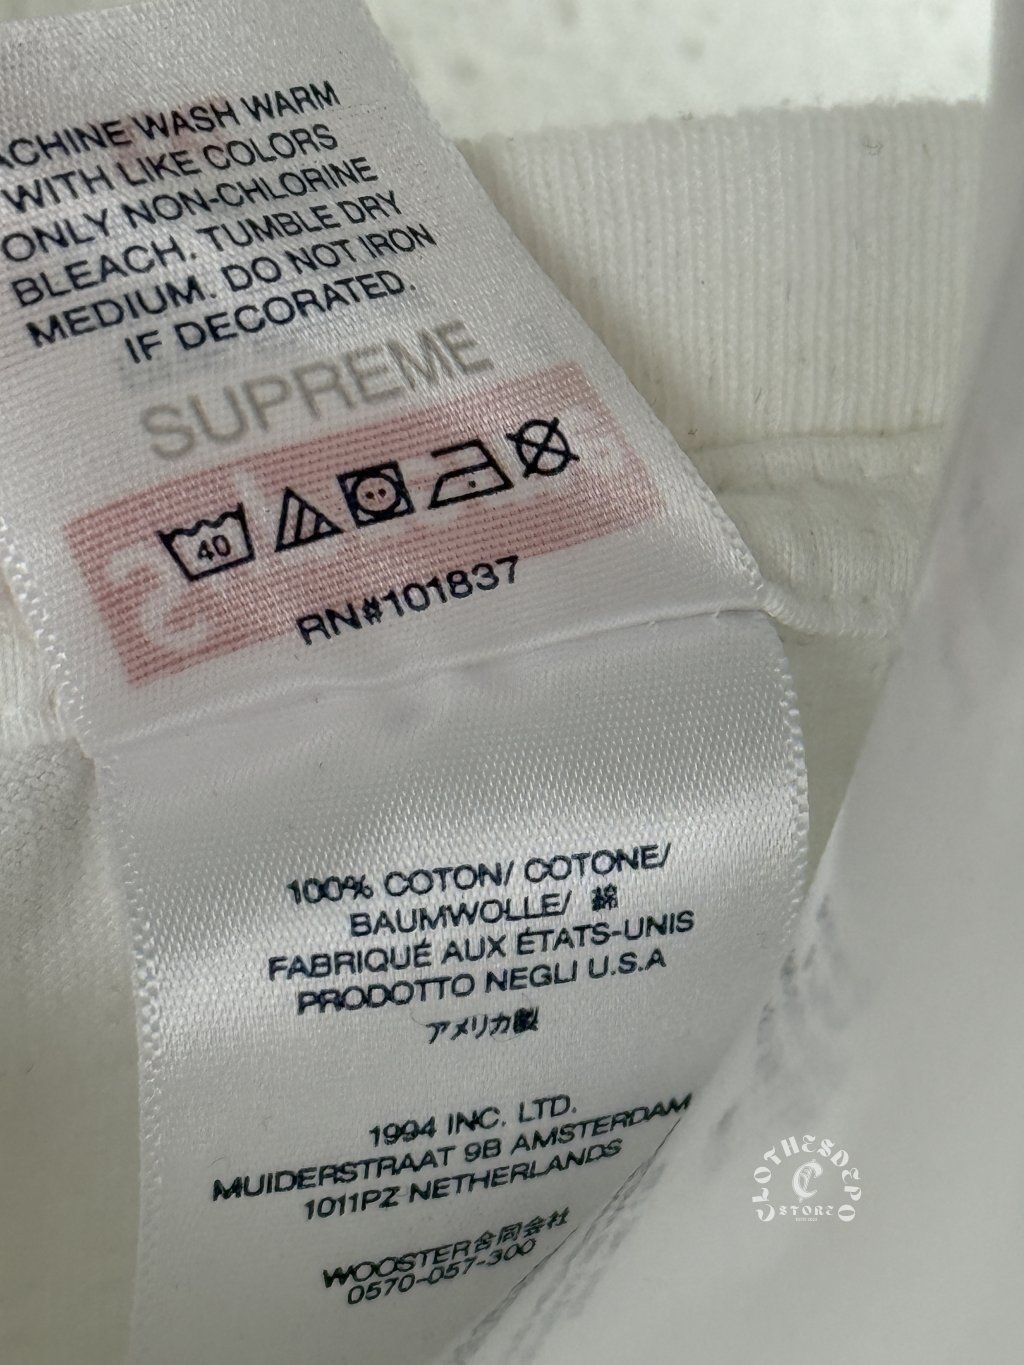 ACHINE WASH WARM
WITH LIKE COLORS
ONLY NON-CHLORINE
BLEACH. TUMBLE DRY
MEDIUM. DO NOT IRON
IF DECORATED.
SUPREME
40
RN#101837
100% COTON/ COTONE/
BAUMWOLLE/ 綿
FABRIQUÉ AUX ÉTATS-UNIS
PRODOTTO NEGLI U.S.A
アメリカ製
1994 INC. LTD.
MUIDERSTRAAT 9B AMSTERDAM
1011PZ NETHERLANDS
WOOSTER合同会社
0570-057-300
CLOTHESDEPO
STORE